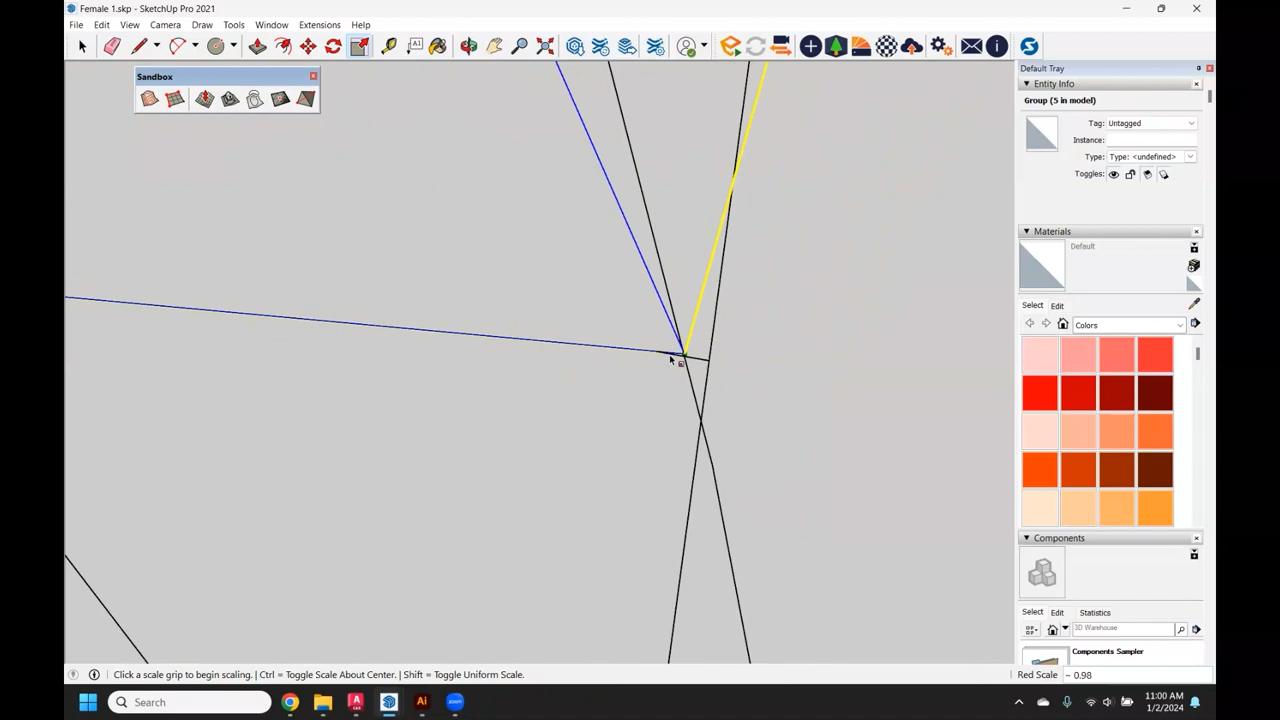 Female 1.skp - SketchUp Pro 2021
File Edit View Camera Draw Tools Window Extensions Help
Sandbox
Default Tray
Entity Info
Group (5 in model)
Tag: Untagged
Instance:
Type: Type: <undefined>
Toggles:
Materials
Default
Select Edit
Colors
Components
Select Edit Statistics
3D Warehouse
Components Sampler
Click a scale grip to begin scaling. | Ctrl = Toggle Scale About Center. | Shift = Toggle Uniform Scale.
Red Scale ~ 0.98
Search
11:00 AM
1/2/2024